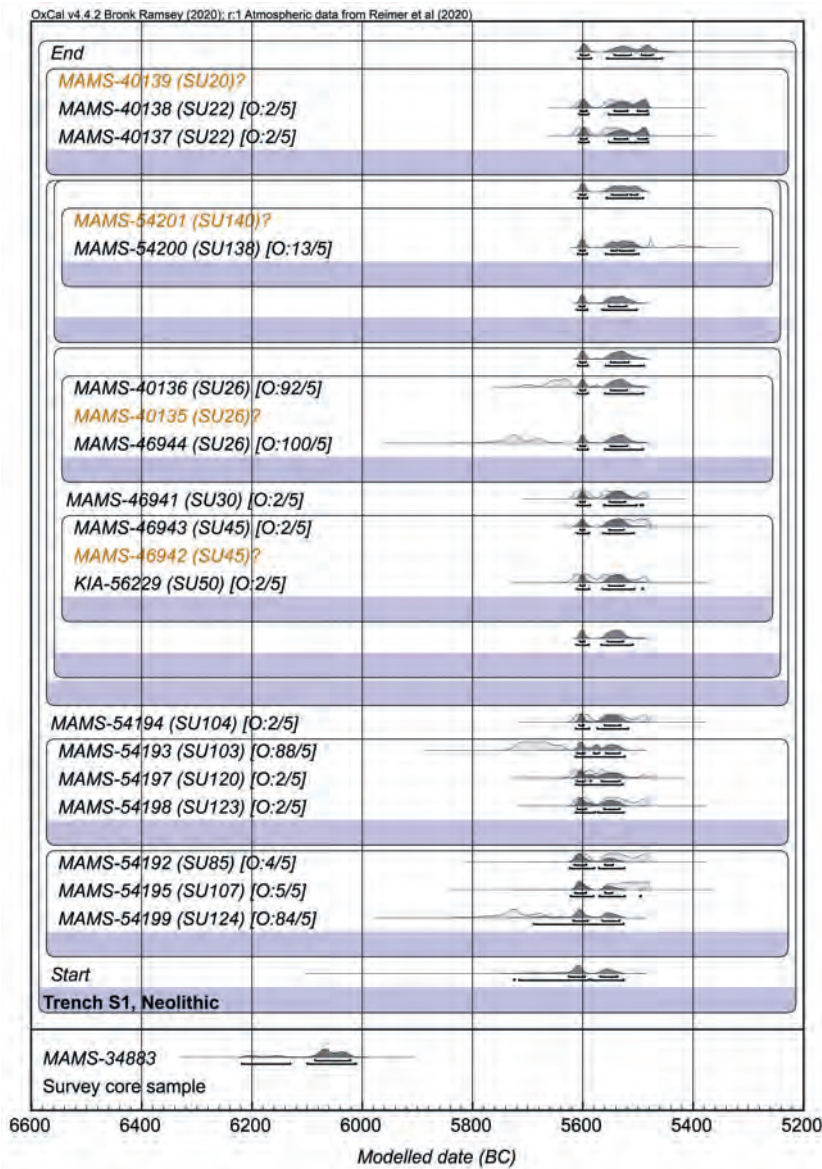 OxCal v4.4.2 Bronk Ramsey (2020); r:1 Atmospheric data from Reimer et al (2020)
End
MAMS-40139 (SU20)?
MAMS-40138 (SU22) [O:2/5]
MAMS-40137 (SU22) [O:2/5]
MAMS-54201 (SU140)?
MAMS-54200 (SU138) [O:13/5]
MAMS-40136 (SU26) [O:92/5]
MAMS-40135 (SU26)?
MAMS-46944 (SU26) [O:100/5]
MAMS-46941 (SU30) [O:2/5]
MAMS-46943 (SU45) [O:2/5]
MAMS-46942 (SU45)?
KIA-56229 (SU50) [O:2/5]
MAMS-54194 (SU104) [O:2/5]
MAMS-54193 (SU103) [O:88/5]
MAMS-54197 (SU120) [O:2/5]
MAMS-54198 (SU123) [O:2/5]
MAMS-54192 (SU85) [O:4/5]
MAMS-54195 (SU107) [O:5/5]
MAMS-54199 (SU124) [O:84/5]
Start
Trench S1, Neolithic
MAMS-34883
Survey core sample
6600 6400 6200 6000 5800 5600 5400 5200
Modelled date (BC)